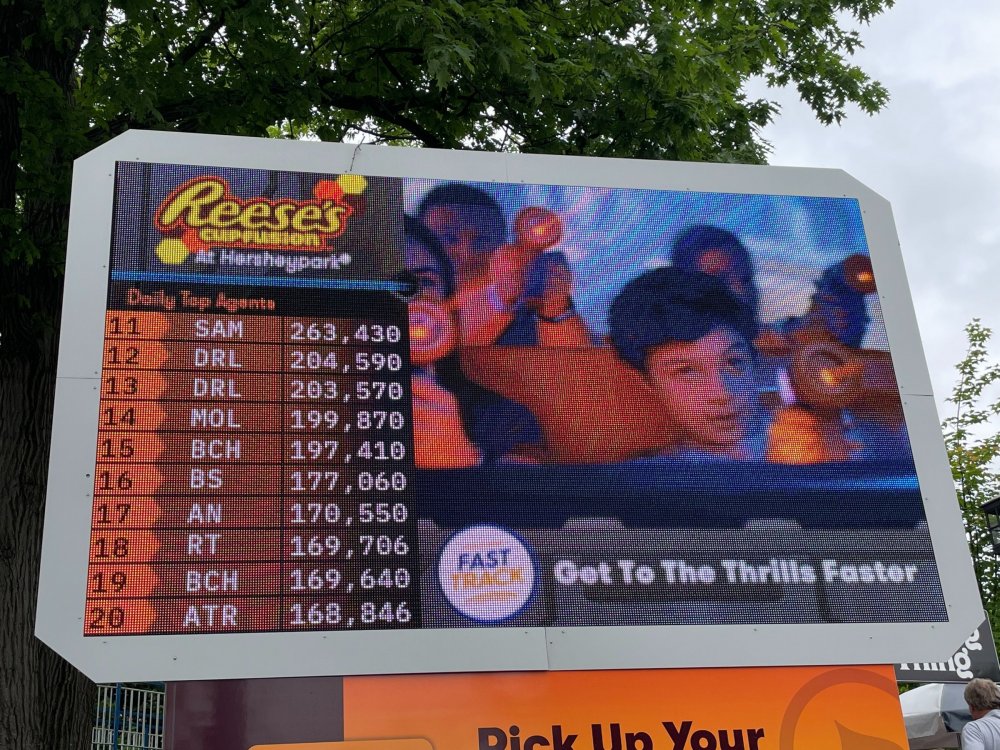 Reese's
CUPFUSION
At Hersheypark®
Daily Top Agents
11 SAM 263,430
12 DRL 204,590
13 DRL 203,570
14 MOL 199,870
15 BCH 197,410
16 BS 177,060
17 AN 170,550
18 RT 169,706
19 BCH 169,640
20 ATR 168,846
FAST
TRACK
Get To The Thrills Faster
Pick Up Your